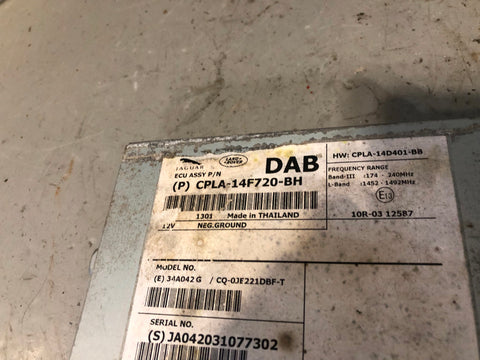 JAGUAR LAND ROVER DAB
ECU ASSY P/N
(P) CPLA-14F720-BH
1301 Made in THAILAND
12V NEG.GROUND
HW: CPLA-14D401-BB
FREQUENCY RANGE
Band-III :174 - 240MHz
L-Band :1452 - 1492MHz
E13
10R-03 12587
MODEL NO.
(E) 34A042 G / CQ-0JE221DBF-T
SERIAL NO.
(S) JA042031077302